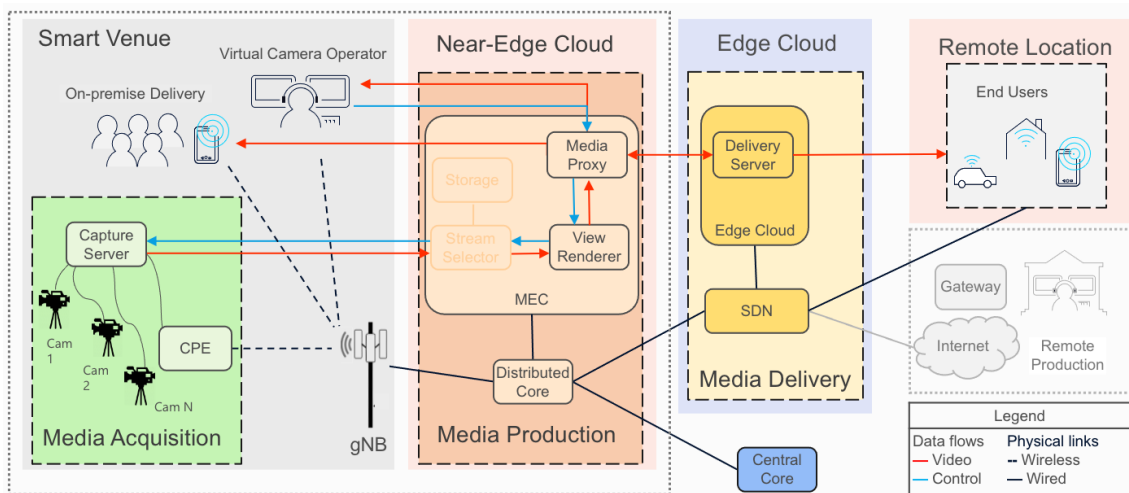 Smart Venue
Virtual Camera Operator
On-premise Delivery
Near-Edge Cloud
Edge Cloud
Remote Location
End Users
Media
Proxy
Storage
Stream
Selector
View
Renderer
MEC
Delivery
Server
Edge Cloud
Capture
Server
Cam
1
Cam
2
Cam N
CPE
Media Acquisition
gNB
Distributed
Core
Media Production
SDN
Media Delivery
Gateway
Internet
Remote
Production
Central
Core
Legend
Data flows
Physical links
Video
Wireless
Control
Wired